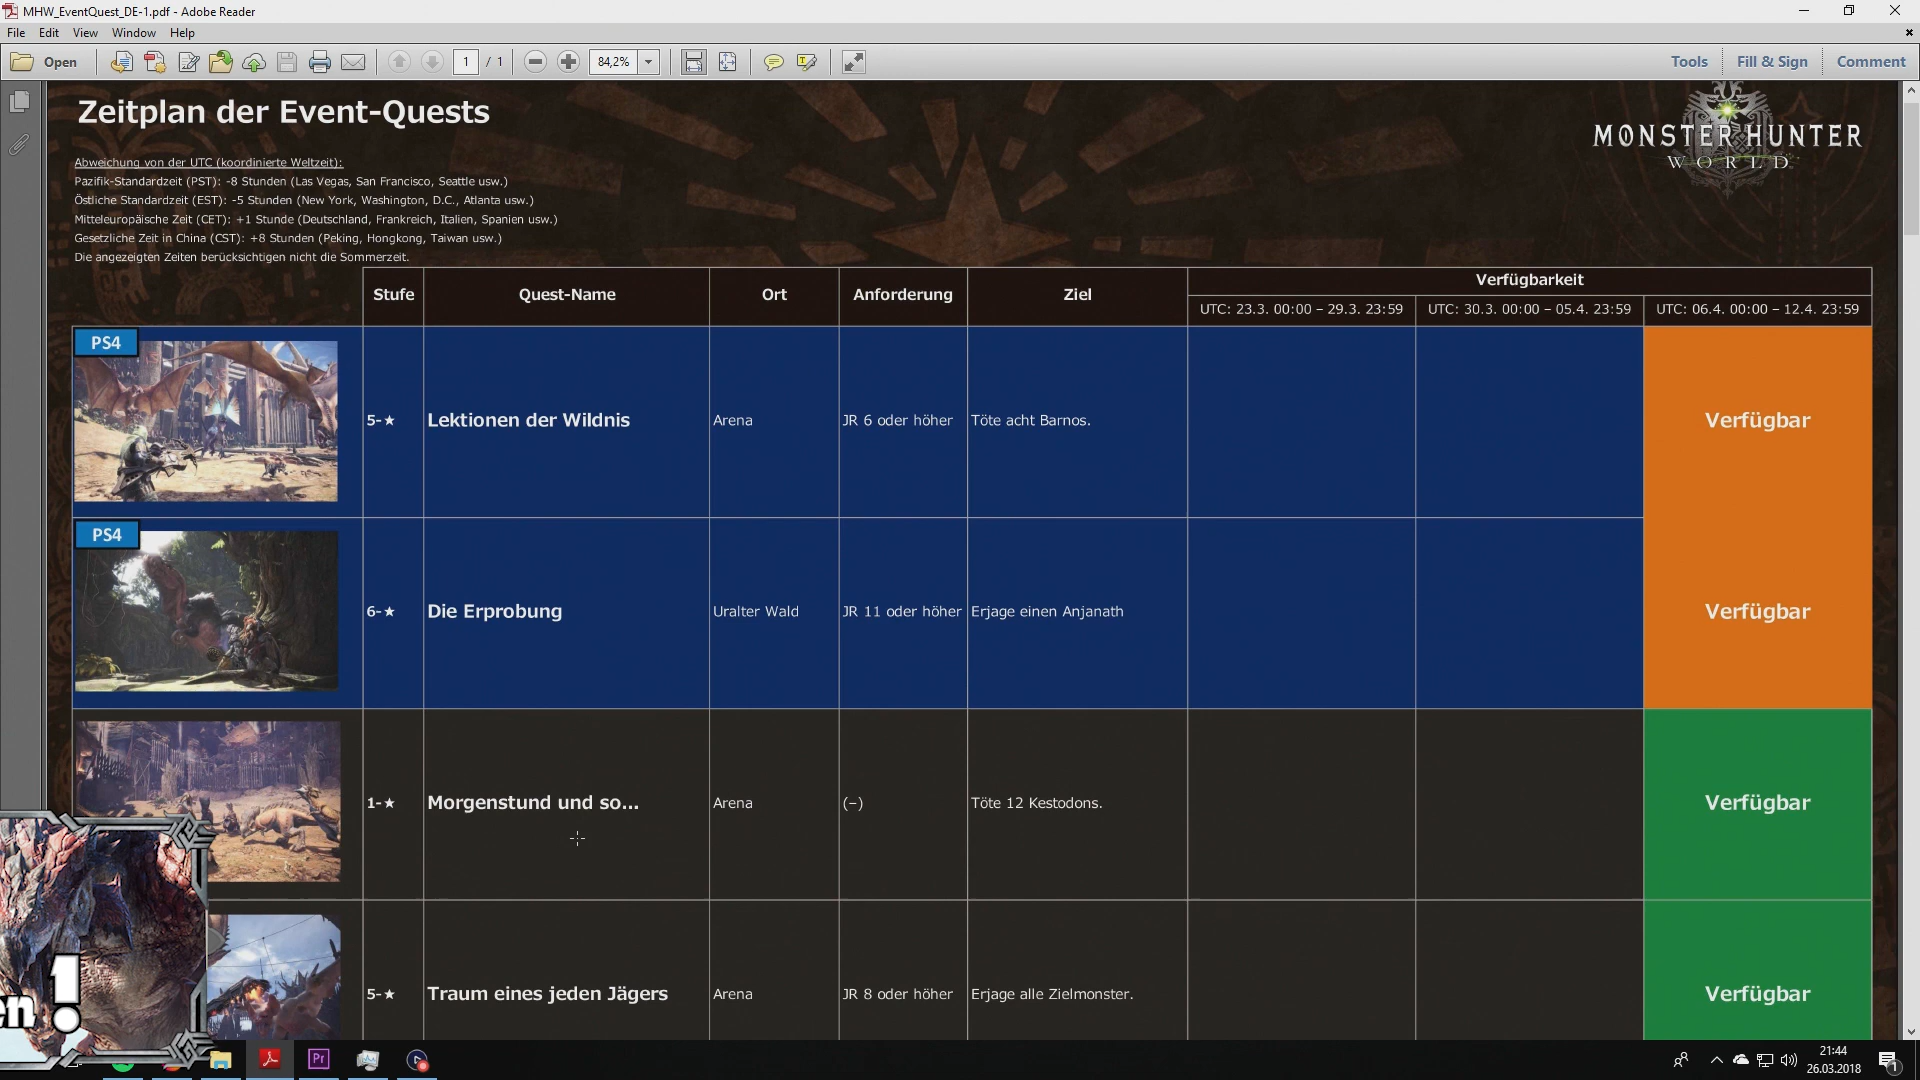 MHW_EventQuest_DE-1.pdf - Adobe Reader
File Edit View Window Help
Open 1 / 1 84,2% Tools Fill & Sign Comment
Zeitplan der Event-Quests
MONSTER HUNTER
WORLD
Abweichung von der UTC (koordinierte Weltzeit):
Pazifik-Standardzeit (PST): -8 Stunden (Las Vegas, San Francisco, Seattle usw.)
Östliche Standardzeit (EST): -5 Stunden (New York, Washington, D.C., Atlanta usw.)
Mitteleuropäische Zeit (CET): +1 Stunde (Deutschland, Frankreich, Italien, Spanien usw.)
Gesetzliche Zeit in China (CST): +8 Stunden (Peking, Hongkong, Taiwan usw.)
Die angezeigten Zeiten berücksichtigen nicht die Sommerzeit.
Stufe Quest-Name Ort Anforderung Ziel Verfügbarkeit
UTC: 23.3. 00:00 – 29.3. 23:59 UTC: 30.3. 00:00 – 05.4. 23:59 UTC: 06.4. 00:00 – 12.4. 23:59
PS4
5-★ Lektionen der Wildnis Arena JR 6 oder höher Töte acht Barnos. Verfügbar
PS4
6-★ Die Erprobung Uralter Wald JR 11 oder höher Erjage einen Anjanath Verfügbar
1-★ Morgenstund und so... Arena (–) Töte 12 Kestodons. Verfügbar
5-★ Traum eines jeden Jägers Arena JR 8 oder höher Erjage alle Zielmonster. Verfügbar
en!
Pr
21:44
26.03.2018
1